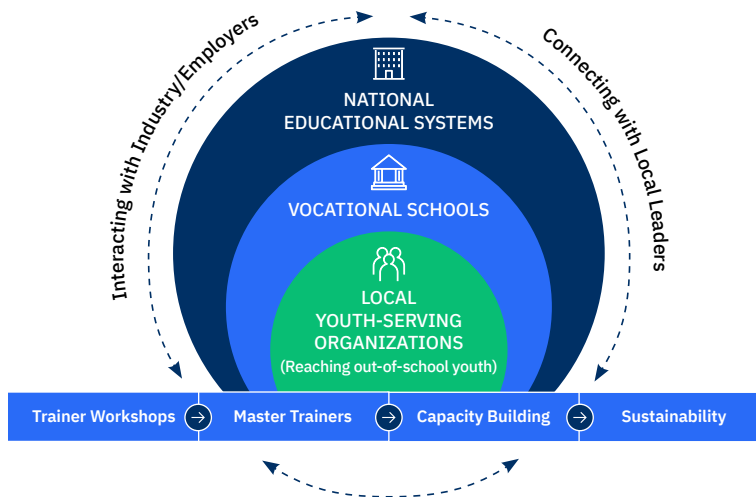 Interacting with Industry/Employers
Connecting with Local Leaders
NATIONAL
EDUCATIONAL SYSTEMS
VOCATIONAL SCHOOLS
LOCAL
YOUTH-SERVING
ORGANIZATIONS
(Reaching out-of-school youth)
Trainer Workshops
Master Trainers
Capacity Building
Sustainability